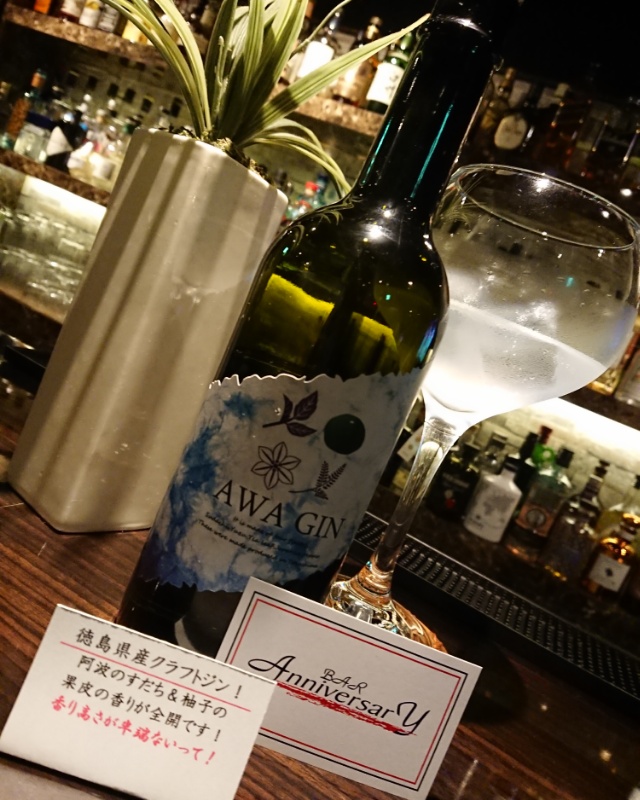 AWA GIN
徳島県産クラフトジン！
阿波のすだち＆柚子の
果皮の香りが全開です！
香り高さが半端ないって！
BAR
AnniversarY